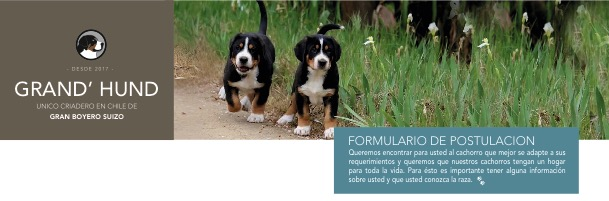 - DESDE 2017 -
GRAND' HUND
UNICO CRIADERO EN CHILE DE
GRAN BOYERO SUIZO
FORMULARIO DE POSTULACION
Queremos encontrar para usted al cachorro que mejor se adapte a sus
requerimientos y queremos que nuestros cachorros tengan un hogar
para toda la vida. Para ésto es importante tener alguna información
sobre usted y que usted conozca la raza.